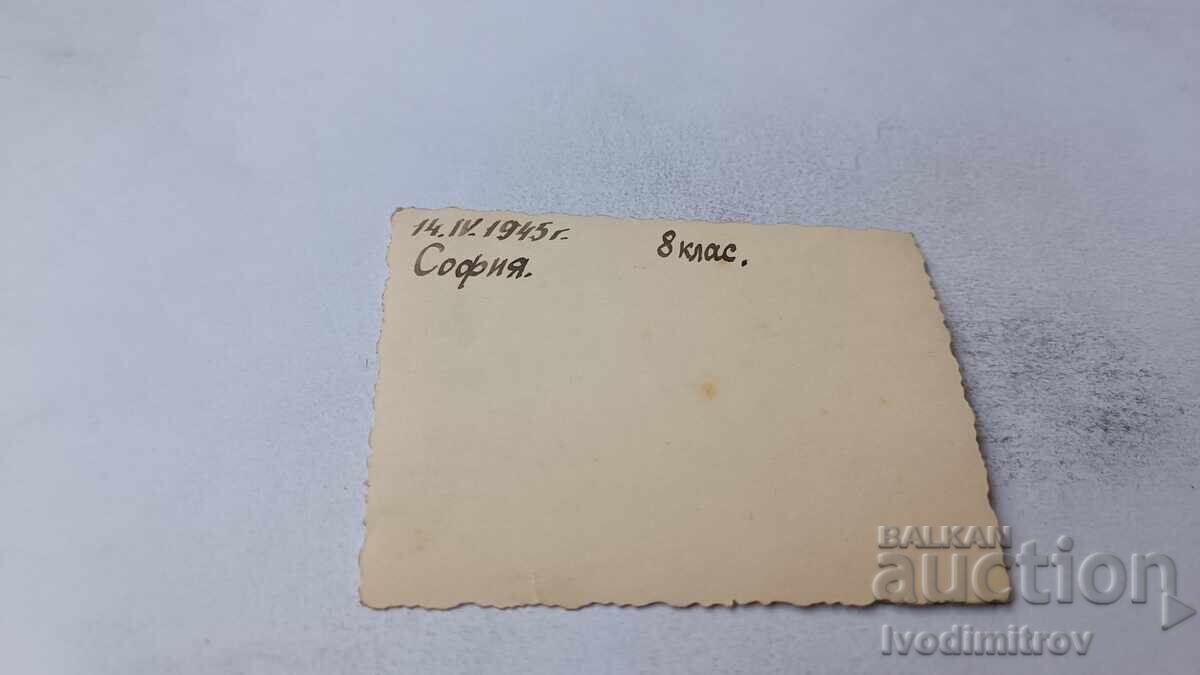 14.IV.1945г.
8 клас.
София.
BALKAN
auction
Ivodimitrov